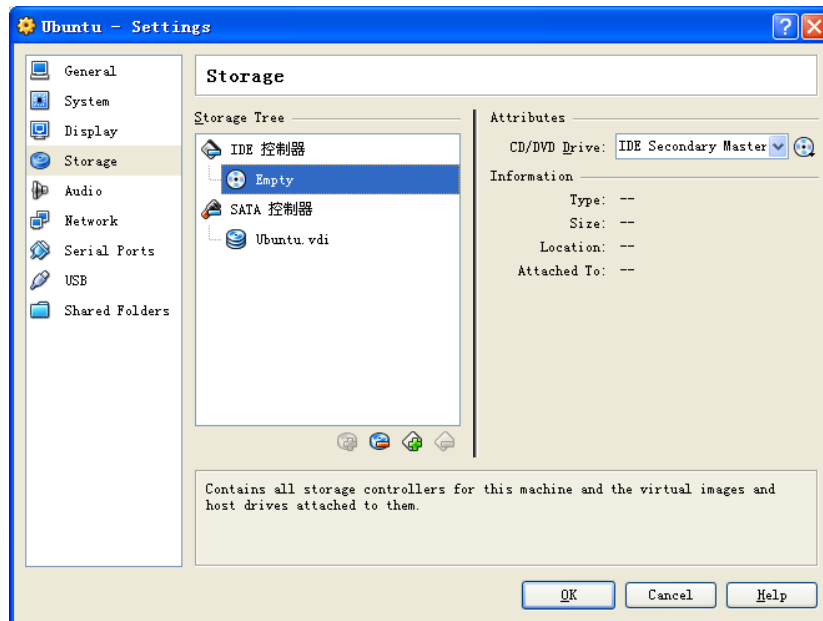 Ubuntu - Settings
General
System
Display
Storage
Audio
Network
Serial Ports
USB
Shared Folders
Storage
Storage Tree
IDE 控制器
Empty
SATA 控制器
Ubuntu.vdi
Attributes
CD/DVD Drive: IDE Secondary Master
Information
Type: --
Size: --
Location: --
Attached To: --
Contains all storage controllers for this machine and the virtual images and
host drives attached to them.
OK Cancel Help